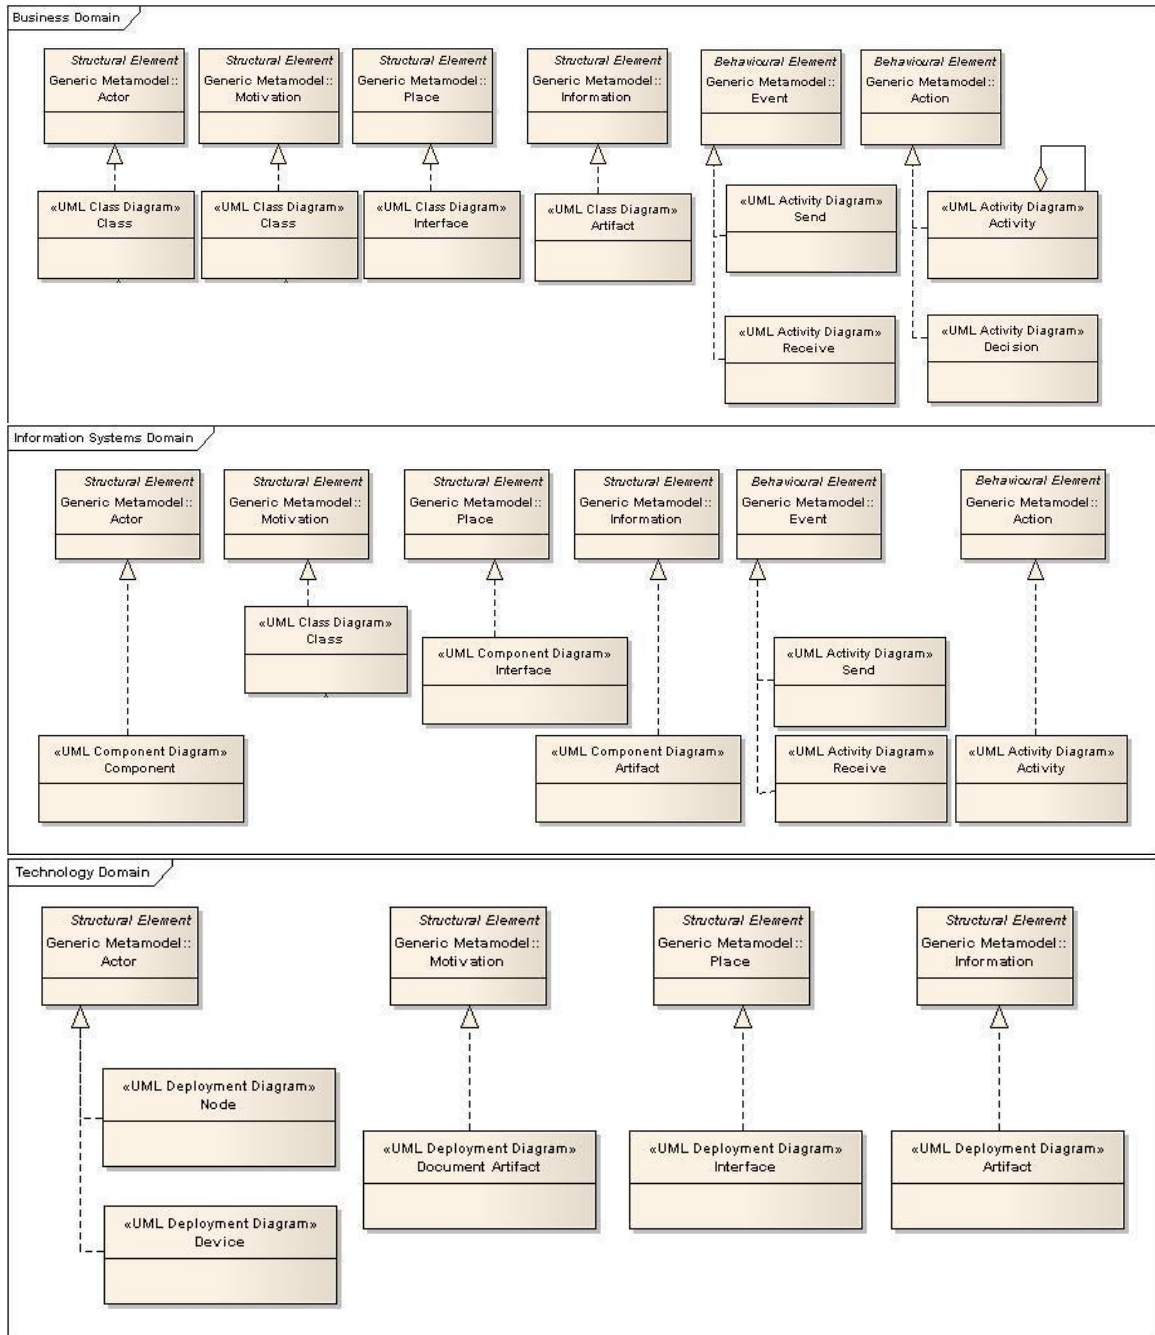 Business Domain
Structural Element
Generic Metamodel::
Actor
Structural Element
Generic Metamodel::
Motivation
Structural Element
Generic Metamodel::
Place
Structural Element
Generic Metamodel::
Information
Behavioural Element
Generic Metamodel::
Event
Behavioural Element
Generic Metamodel::
Action
«UML Class Diagram»
Class
«UML Class Diagram»
Class
«UML Class Diagram»
Interface
«UML Class Diagram»
Artifact
«UML Activity Diagram»
Send
«UML Activity Diagram»
Activity
«UML Activity Diagram»
Receive
«UML Activity Diagram»
Decision
Information Systems Domain
Structural Element
Generic Metamodel::
Actor
Structural Element
Generic Metamodel::
Motivation
Structural Element
Generic Metamodel::
Place
Structural Element
Generic Metamodel::
Information
Behavioural Element
Generic Metamodel::
Event
Behavioural Element
Generic Metamodel::
Action
«UML Class Diagram»
Class
«UML Component Diagram»
Interface
«UML Activity Diagram»
Send
«UML Component Diagram»
Component
«UML Component Diagram»
Artifact
«UML Activity Diagram»
Receive
«UML Activity Diagram»
Activity
Technology Domain
Structural Element
Generic Metamodel::
Actor
Structural Element
Generic Metamodel::
Motivation
Structural Element
Generic Metamodel::
Place
Structural Element
Generic Metamodel::
Information
«UML Deployment Diagram»
Node
«UML Deployment Diagram»
Document Artifact
«UML Deployment Diagram»
Interface
«UML Deployment Diagram»
Artifact
«UML Deployment Diagram»
Device